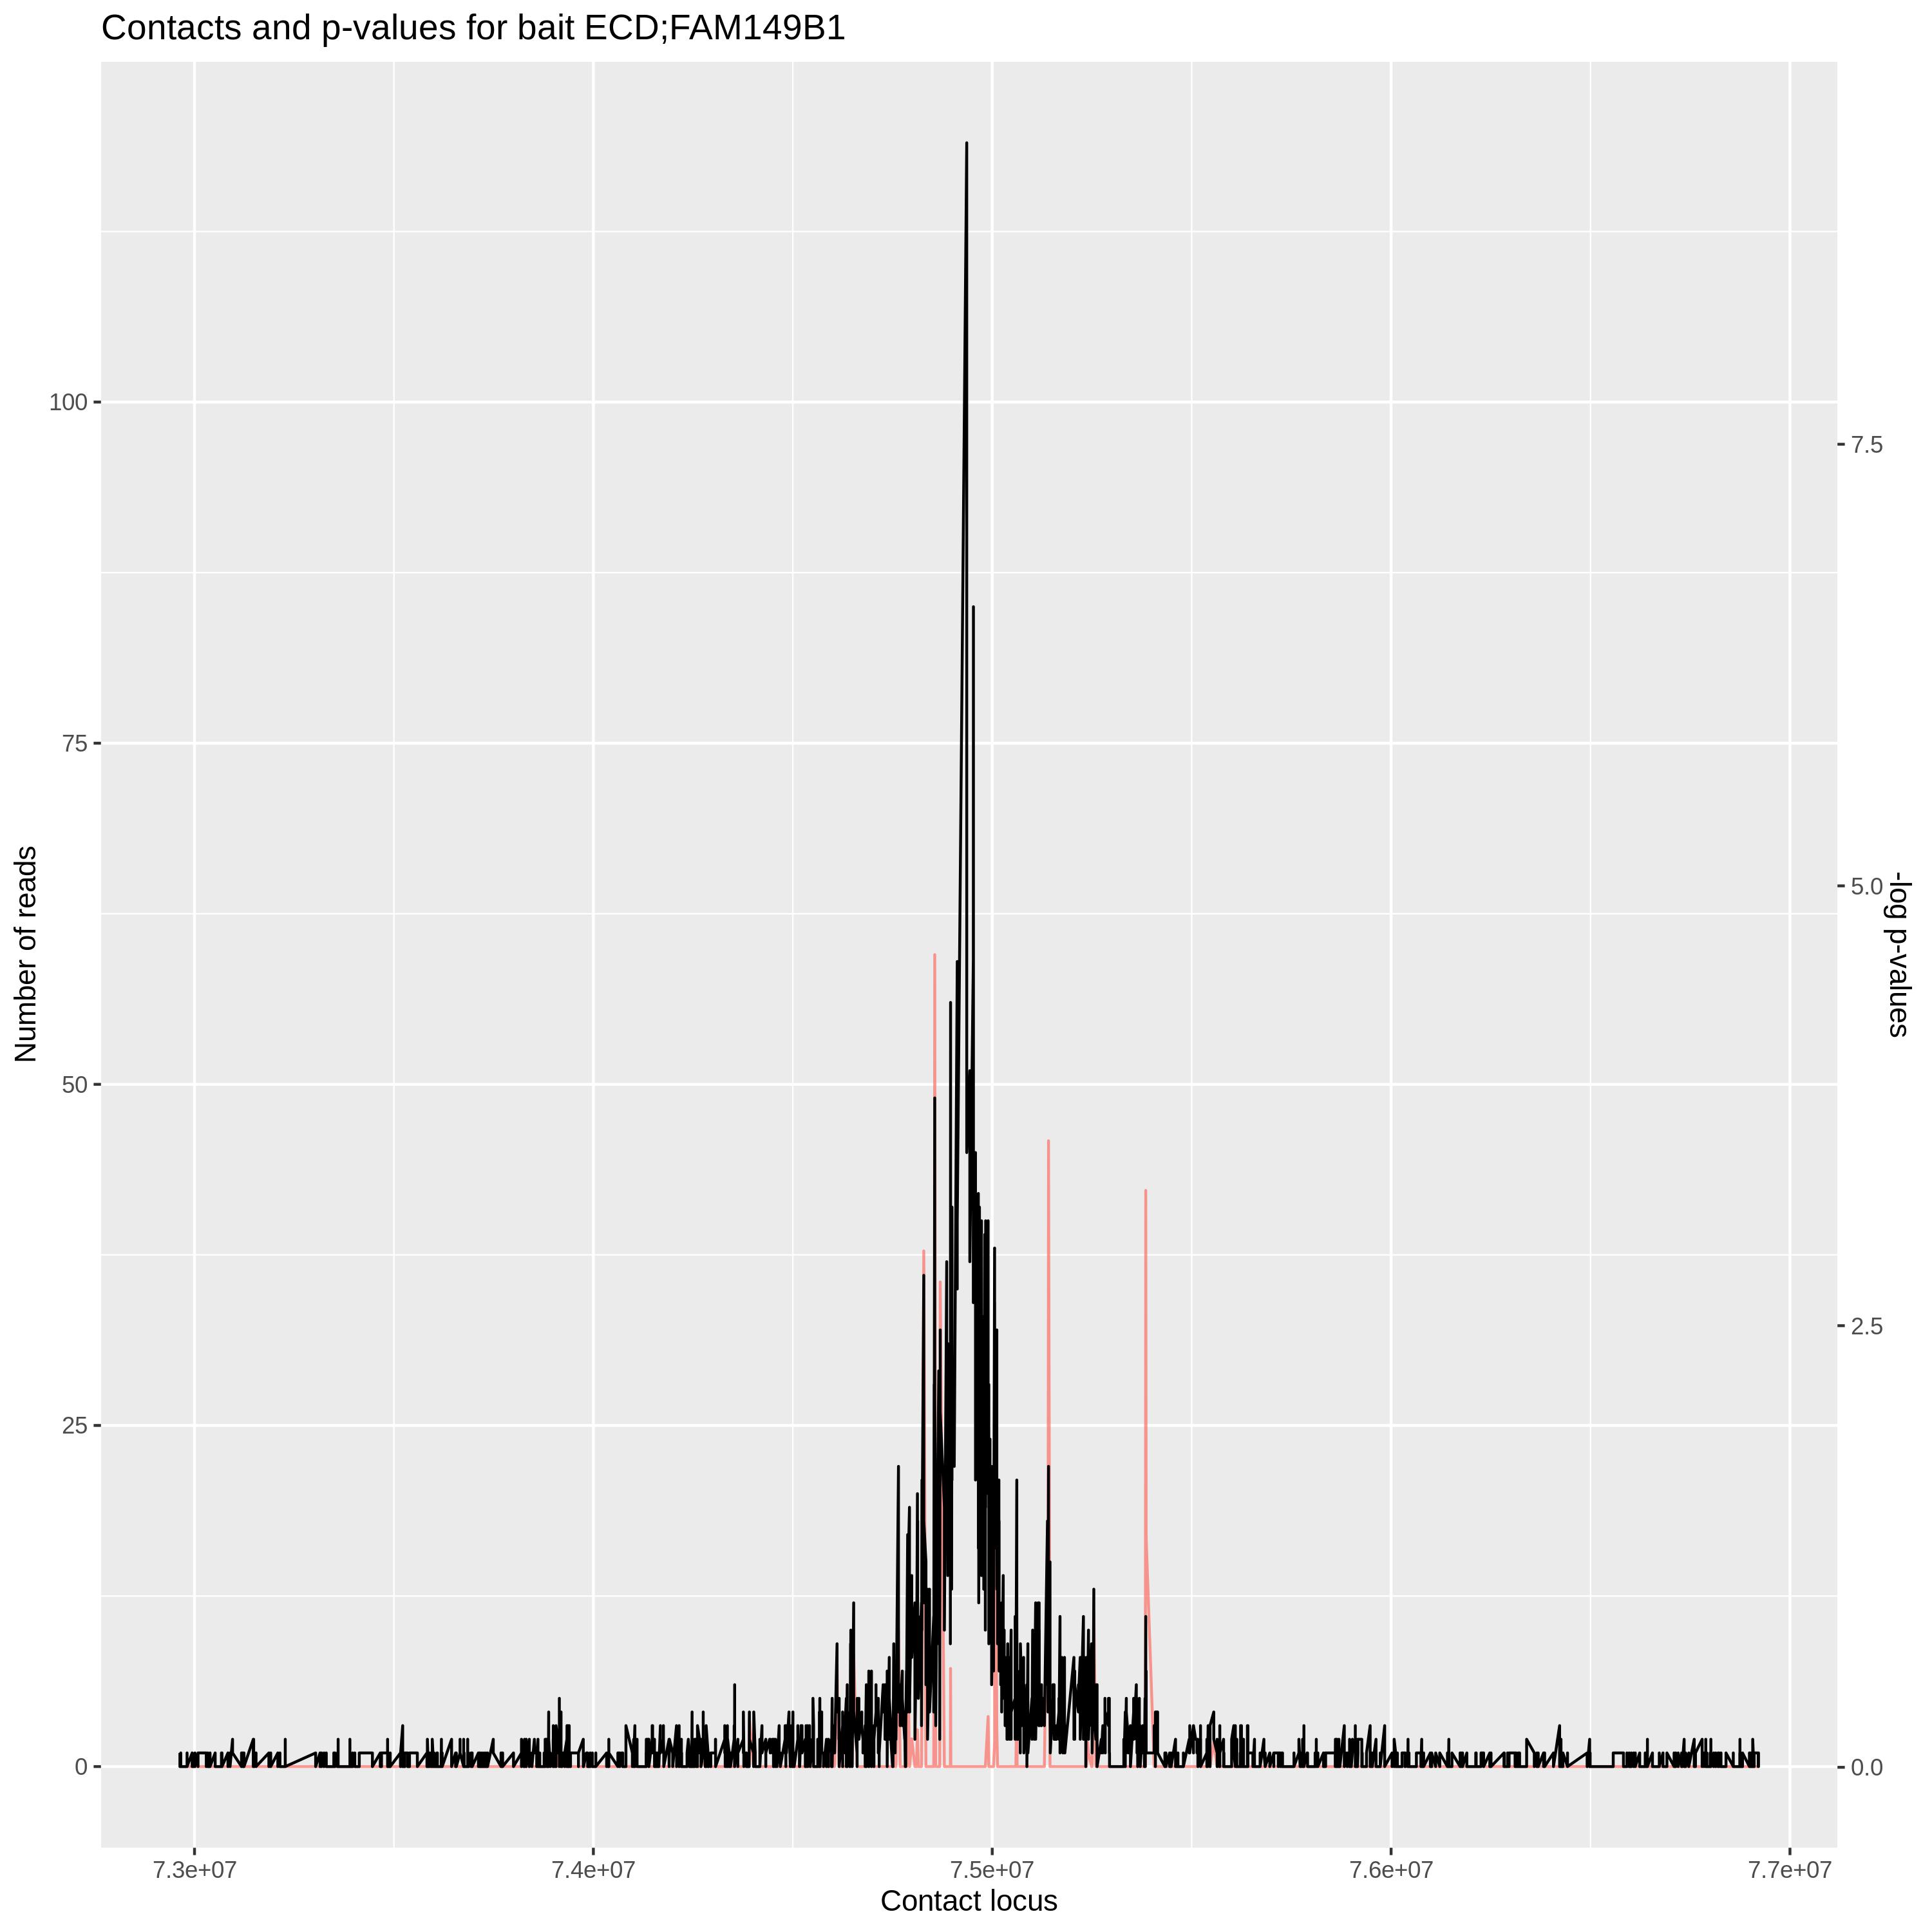 Contacts and p-values for bait ECD;FAM149B1
100
75
50
25
0
Number of reads
7.5
5.0
2.5
0.0
-log p-values
7.3e+07
7.4e+07
7.5e+07
7.6e+07
7.7e+07
Contact locus